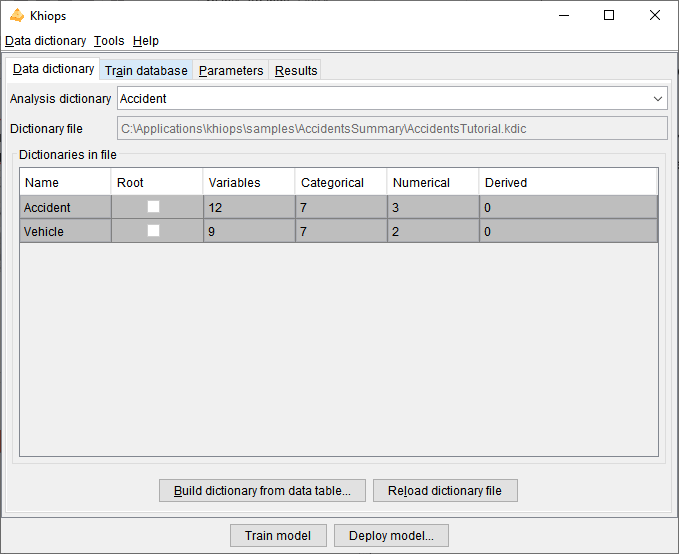 Khiops
Data dictionary Tools Help
Data dictionary Train database Parameters Results
Analysis dictionary Accident
Dictionary file C:\Applications\khiops\samples\AccidentsSummary\AccidentsTutorial.kdic
Dictionaries in file
Name Root Variables Categorical Numerical Derived
Accident 12 7 3 0
Vehicle 9 7 2 0
Build dictionary from data table... Reload dictionary file
Train model Deploy model...